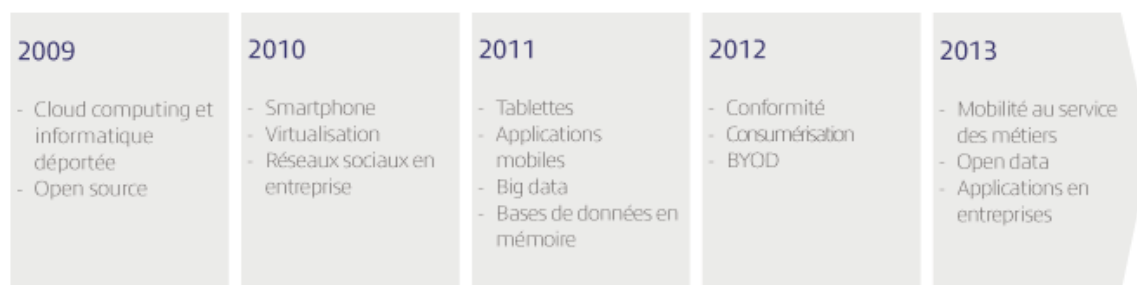 2009
- Cloud computing et
informatique
déportée
- Open source
2010
- Smartphone
- Virtualisation
- Réseaux sociaux en
entreprise
2011
- Tablettes
- Applications
mobiles
- Big data
- Bases de données en
mémoire
2012
- Conformité
- Consumérisation
- BYOD
2013
- Mobilité au service
des métiers
- Open data
- Applications en
entreprises